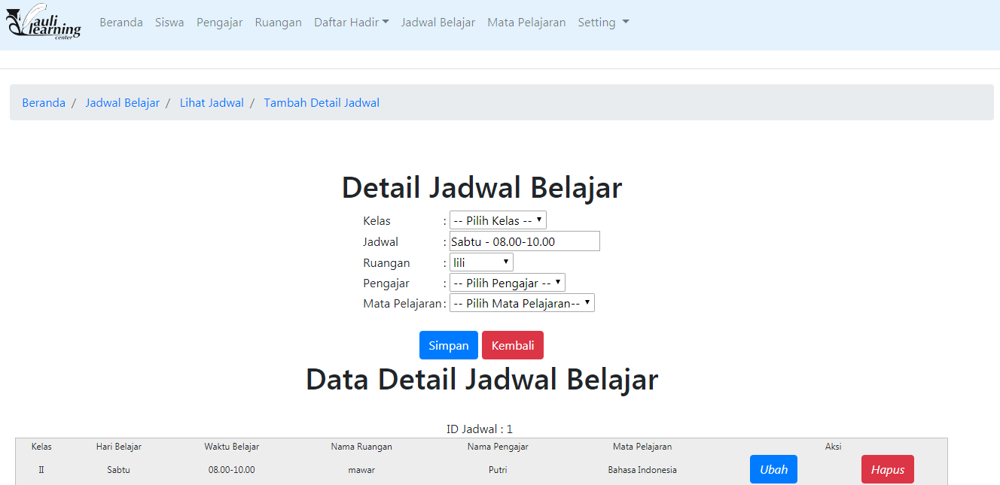 Vauli learning center
Beranda Siswa Pengajar Ruangan Daftar Hadir Jadwal Belajar Mata Pelajaran Setting
Beranda / Jadwal Belajar / Lihat Jadwal / Tambah Detail Jadwal
Detail Jadwal Belajar
Kelas : -- Pilih Kelas --
Jadwal : Sabtu - 08.00-10.00
Ruangan : lili
Pengajar : -- Pilih Pengajar --
Mata Pelajaran : -- Pilih Mata Pelajaran--
Simpan Kembali
Data Detail Jadwal Belajar
ID Jadwal : 1
Kelas Hari Belajar Waktu Belajar Nama Ruangan Nama Pengajar Mata Pelajaran Aksi
II Sabtu 08.00-10.00 mawar Putri Bahasa Indonesia Ubah Hapus